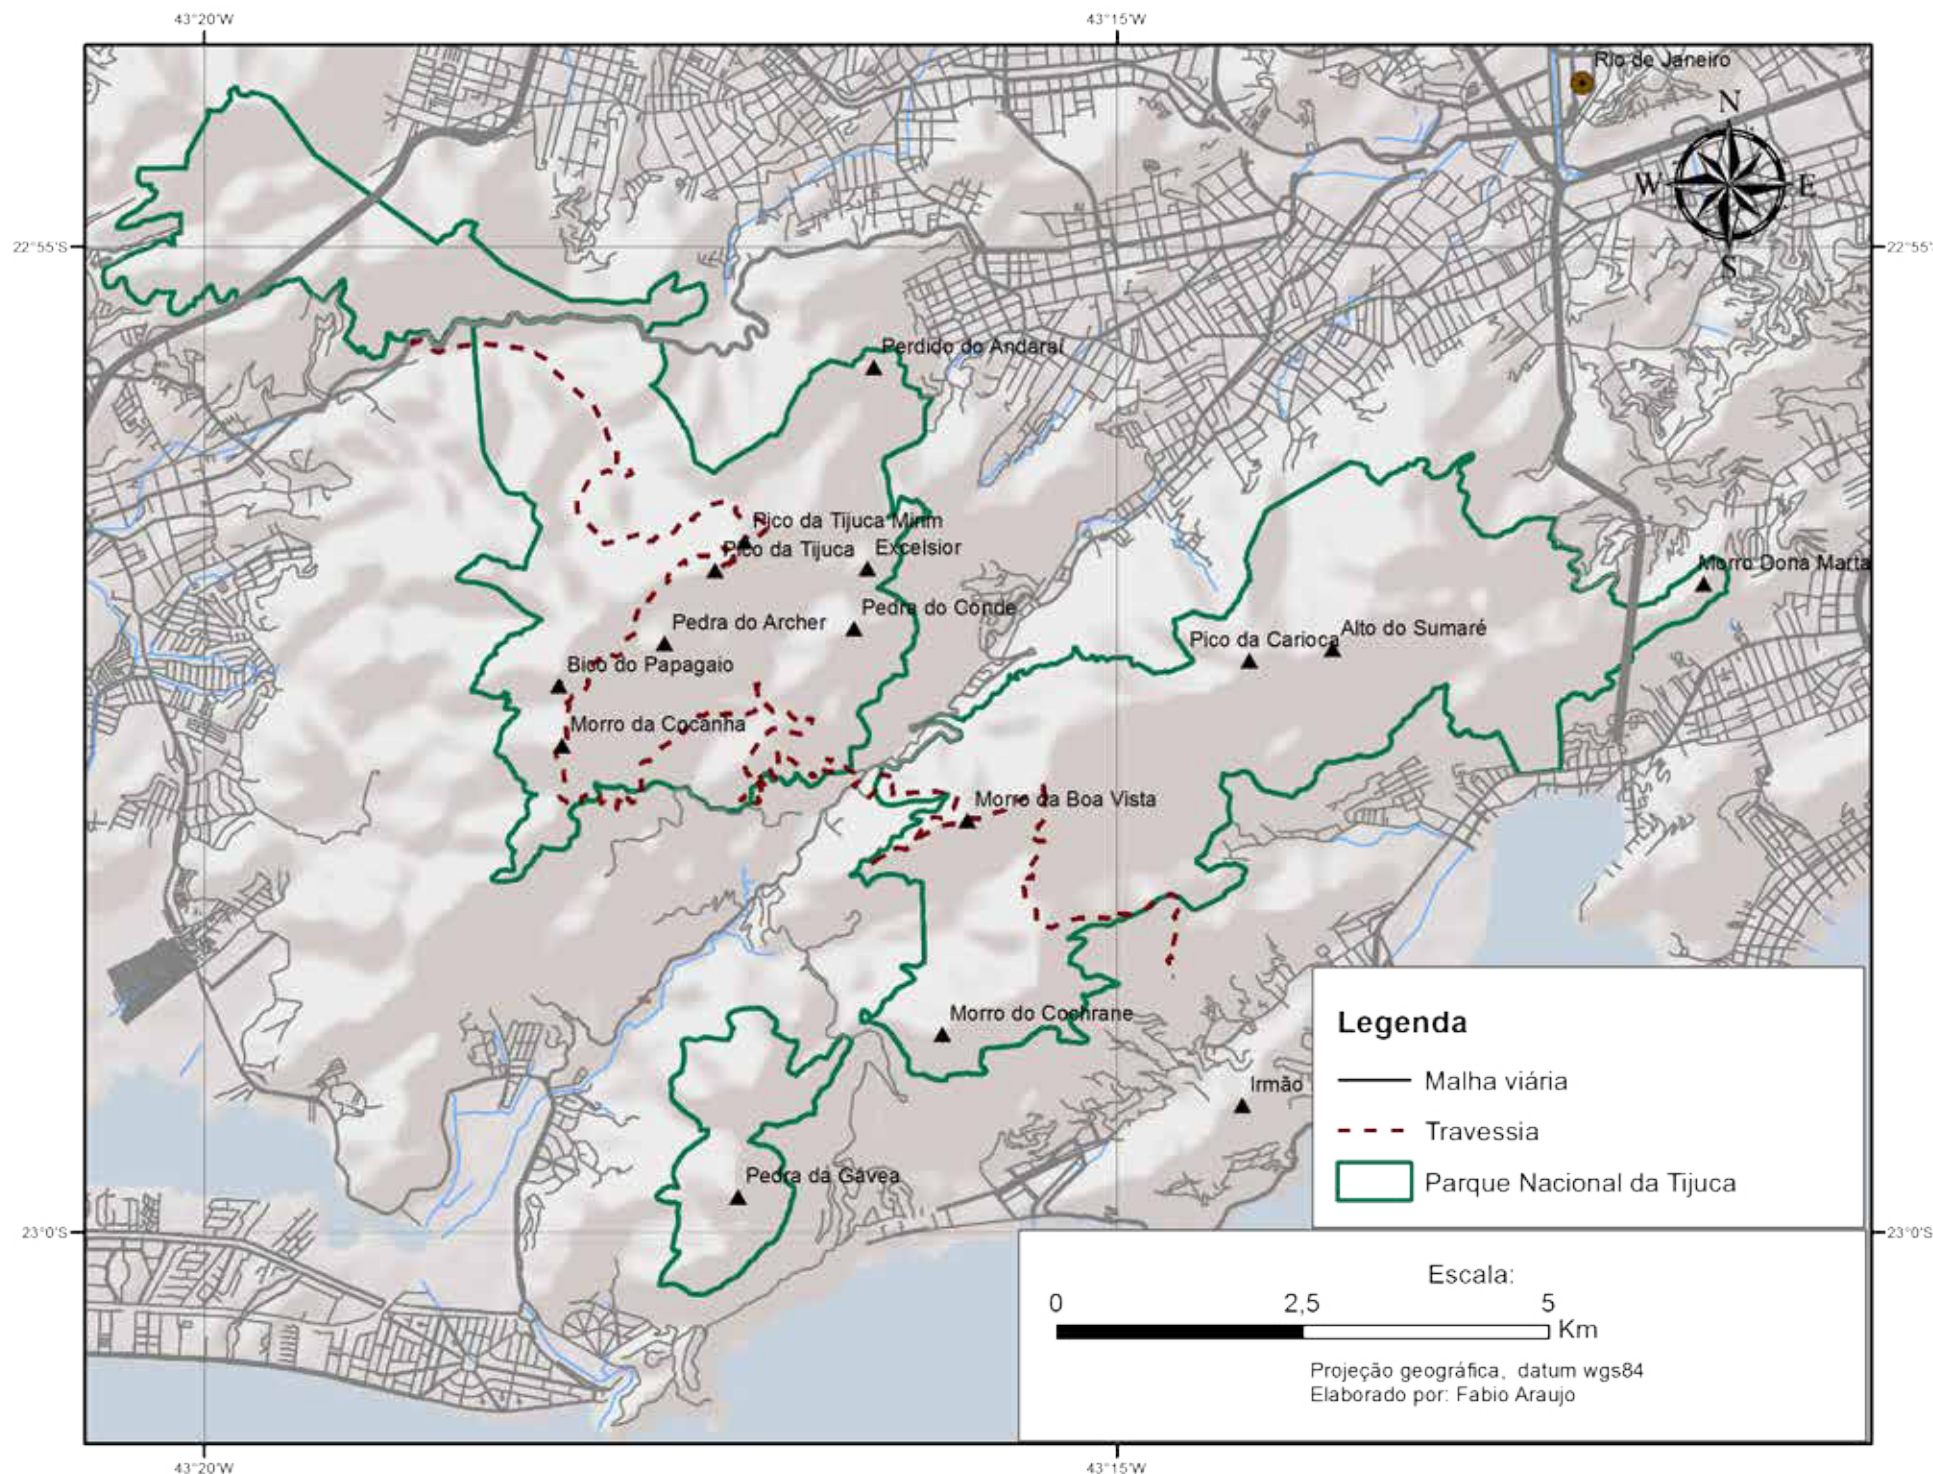 43°20'W
43°15'W
Rio de Janeiro
N
W
E
S
22°55'S
22°55'
Perdido do Andaraí
Pico da Tijuca Mirim
Pico da Tijuca
Excelsior
Morro Dona Marta
Pedra do Conde
Pedra do Archer
Pico da Carioca
Alto do Sumaré
Bico do Papagaio
Morro da Cocanha
Morro da Boa Vista
Morro do Cochrane
Irmão
Pedra da Gávea
Legenda
Malha viária
Travessia
Parque Nacional da Tijuca
23°0'S
23°0'S
Escala:
0 2,5 5
Km
Projeção geográfica, datum wgs84
Elaborado por: Fabio Araujo
43°20'W
43°15'W